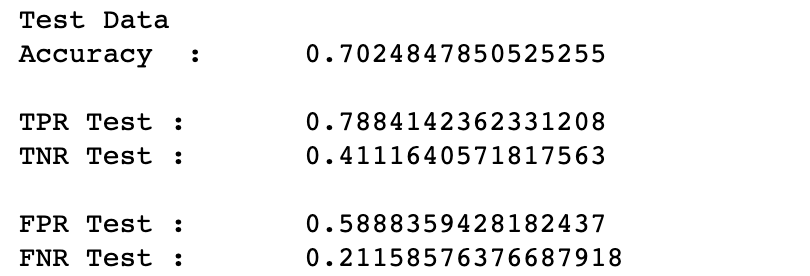 Test Data
Accuracy  :      0.7024847850525255
TPR Test :       0.7884142362331208
TNR Test :       0.4111640571817563
FPR Test :       0.5888359428182437
FNR Test :       0.21158576376687918